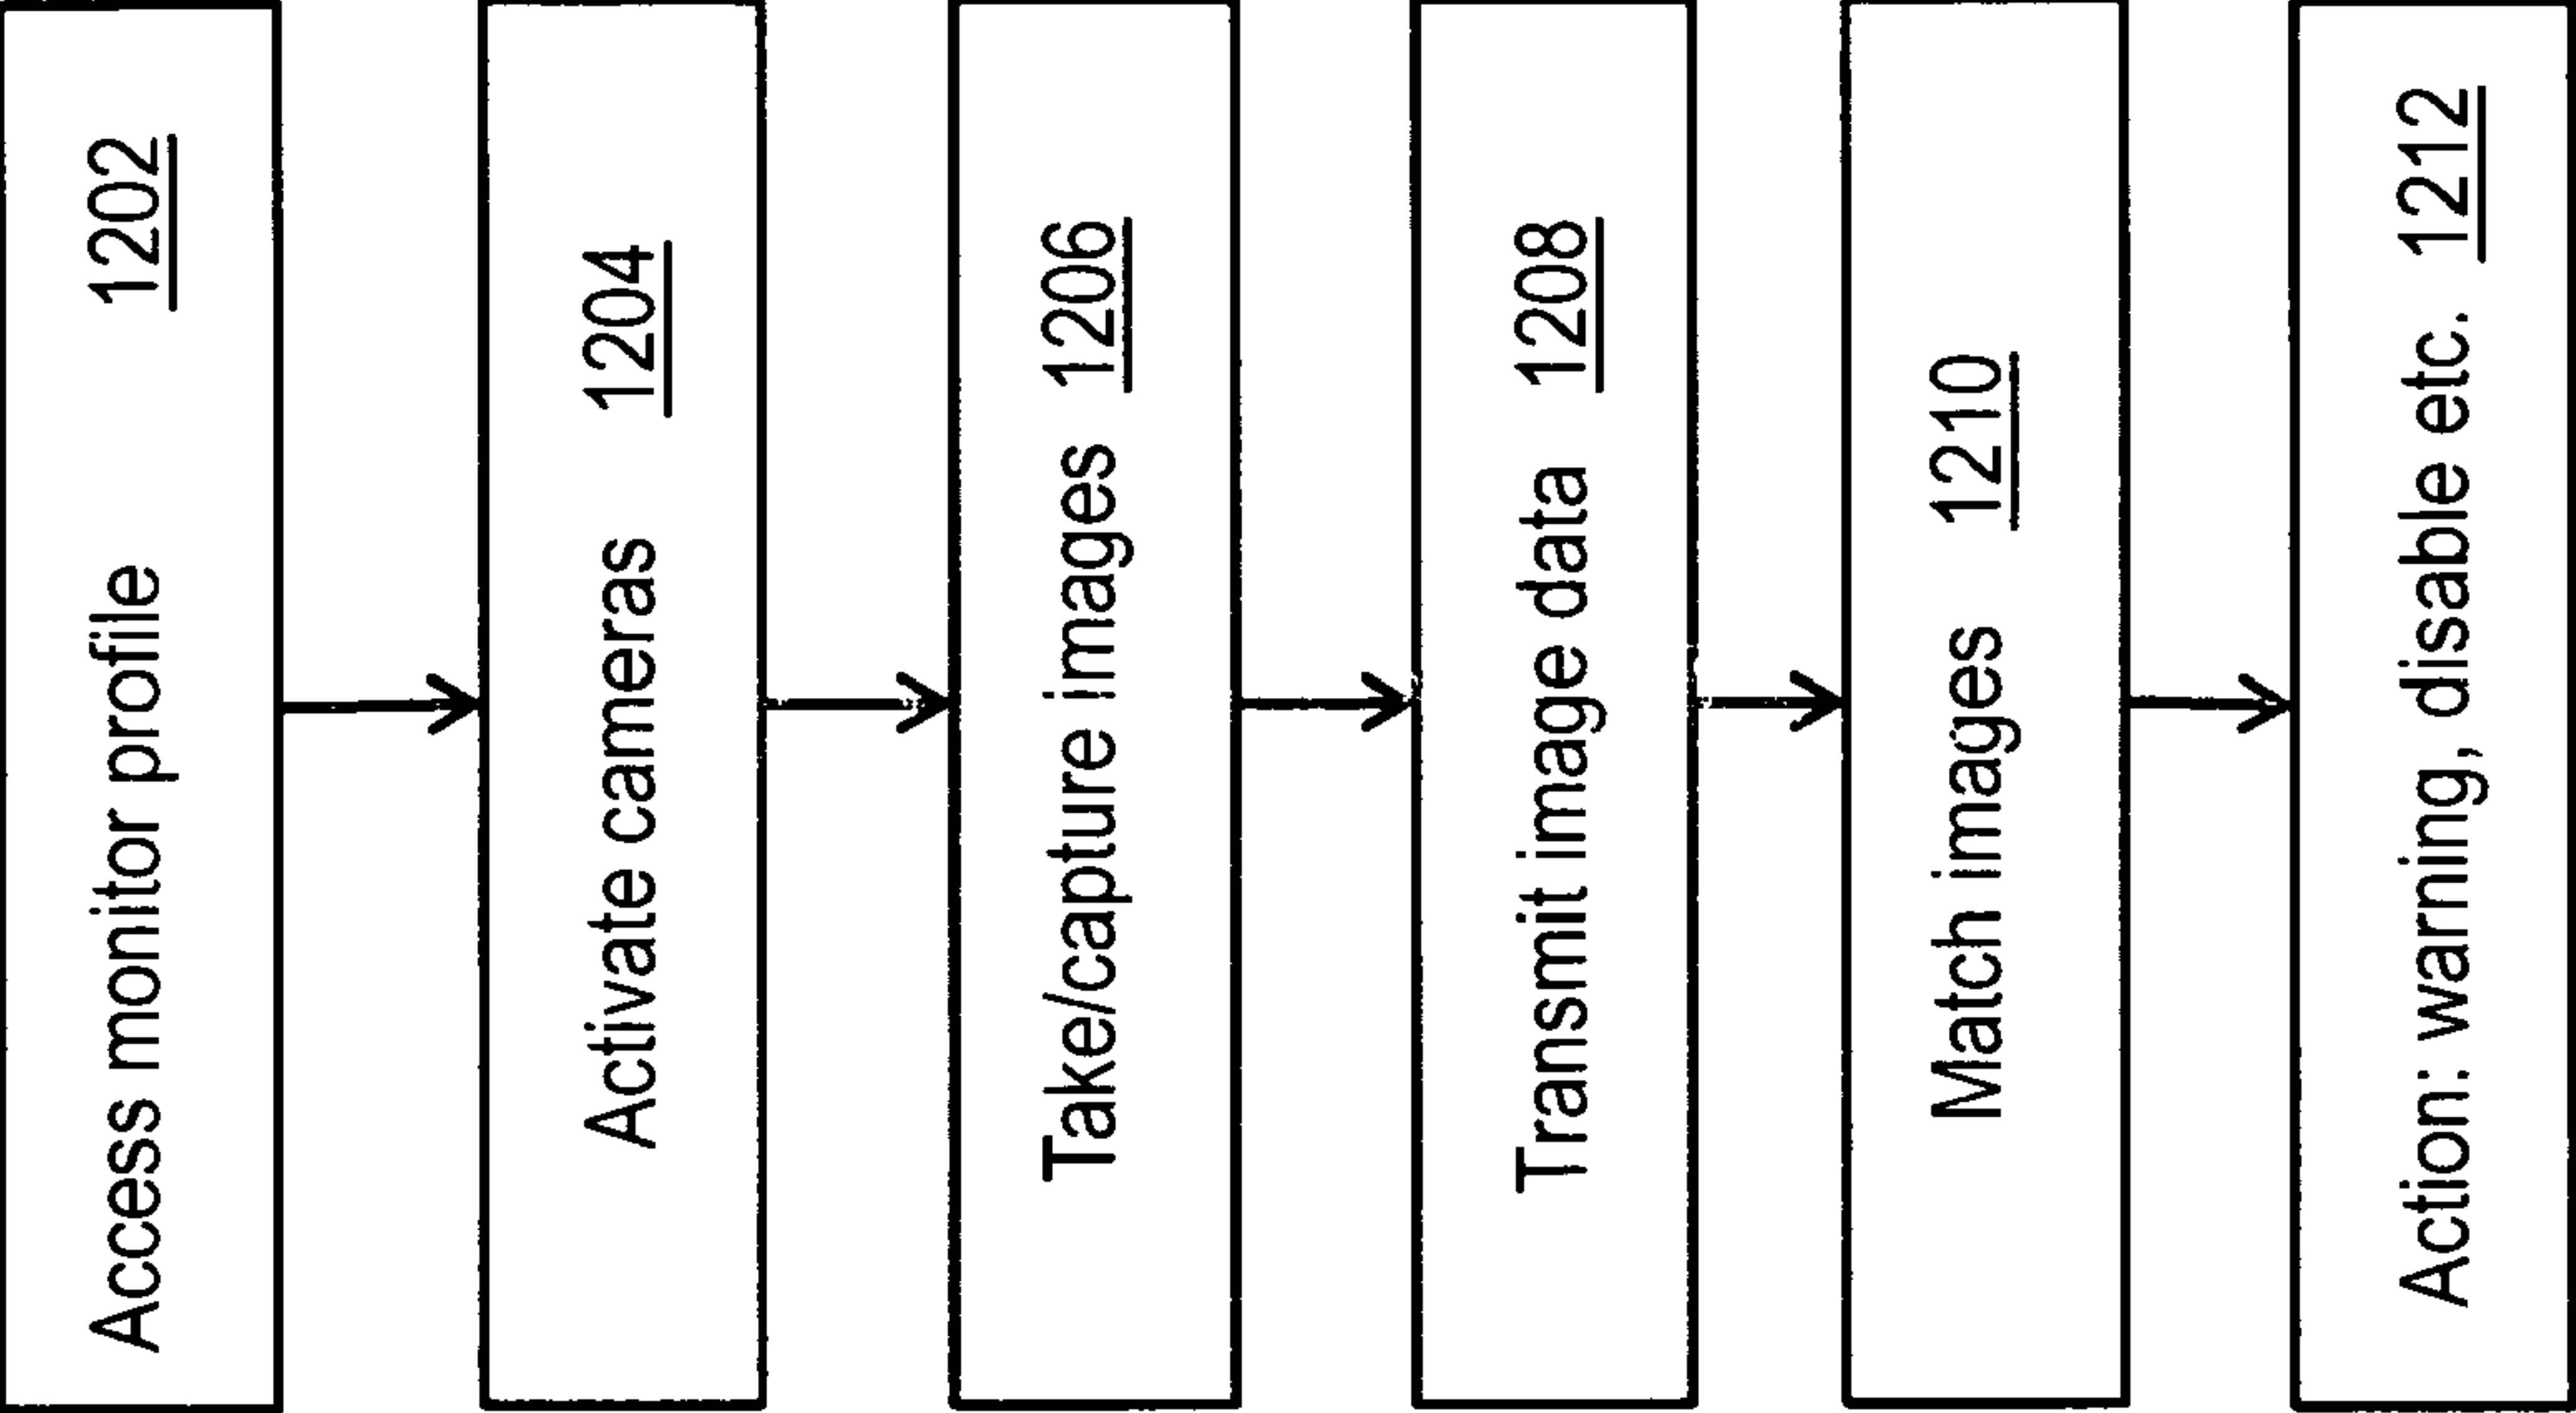 Access monitor profile 1202
Activate cameras 1204
Take/capture images 1206
Transmit image data 1208
Match images 1210
Action: warning, disable etc. 1212